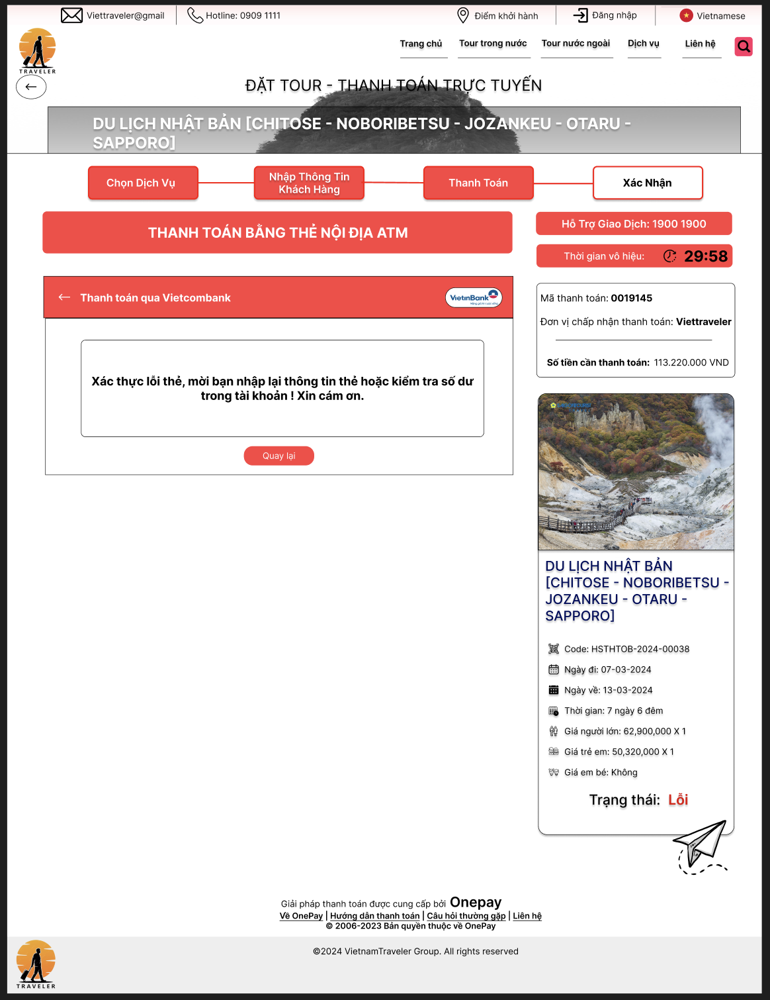 Viettraveler@gmail
Hotline: 0909 1111
Điểm khởi hành
Đăng nhập
Vietnamese
TRAVELER
Trang chủ
Tour trong nước
Tour nước ngoài
Dịch vụ
Liên hệ
ĐẶT TOUR - THANH TOÁN TRỰC TUYẾN
DU LỊCH NHẬT BẢN [CHITOSE - NOBORIBETSU - JOZANKEU - OTARU -
SAPPORO]
Chọn Dịch Vụ
Nhập Thông Tin
Khách Hàng
Thanh Toán
Xác Nhận
THANH TOÁN BẰNG THẺ NỘI ĐỊA ATM
Thanh toán qua Vietcombank
VietinBank
Xác thực lỗi thẻ, mời bạn nhập lại thông tin thẻ hoặc kiểm tra số dư
trong tài khoản ! Xin cám ơn.
Quay lại
Hỗ Trợ Giao Dịch: 1900 1900
Thời gian vô hiệu: 29:58
Mã thanh toán: 0019145
Đơn vị chấp nhận thanh toán: Viettraveler
Số tiền cần thanh toán: 113.220.000 VND
DU LỊCH NHẬT BẢN
[CHITOSE - NOBORIBETSU -
JOZANKEU - OTARU -
SAPPORO]
Code: HSTHTOB-2024-00038
Ngày đi: 07-03-2024
Ngày về: 13-03-2024
Thời gian: 7 ngày 6 đêm
Giá người lớn: 62,900,000 X 1
Giá trẻ em: 50,320,000 X 1
Giá em bé: Không
Trạng thái: Lỗi
Giải pháp thanh toán được cung cấp bởi Onepay
Về OnePay | Hướng dẫn thanh toán | Câu hỏi thường gặp | Liên hệ
© 2006-2023 Bản quyền thuộc về OnePay
TRAVELER
©2024 VietnamTraveler Group. All rights reserved